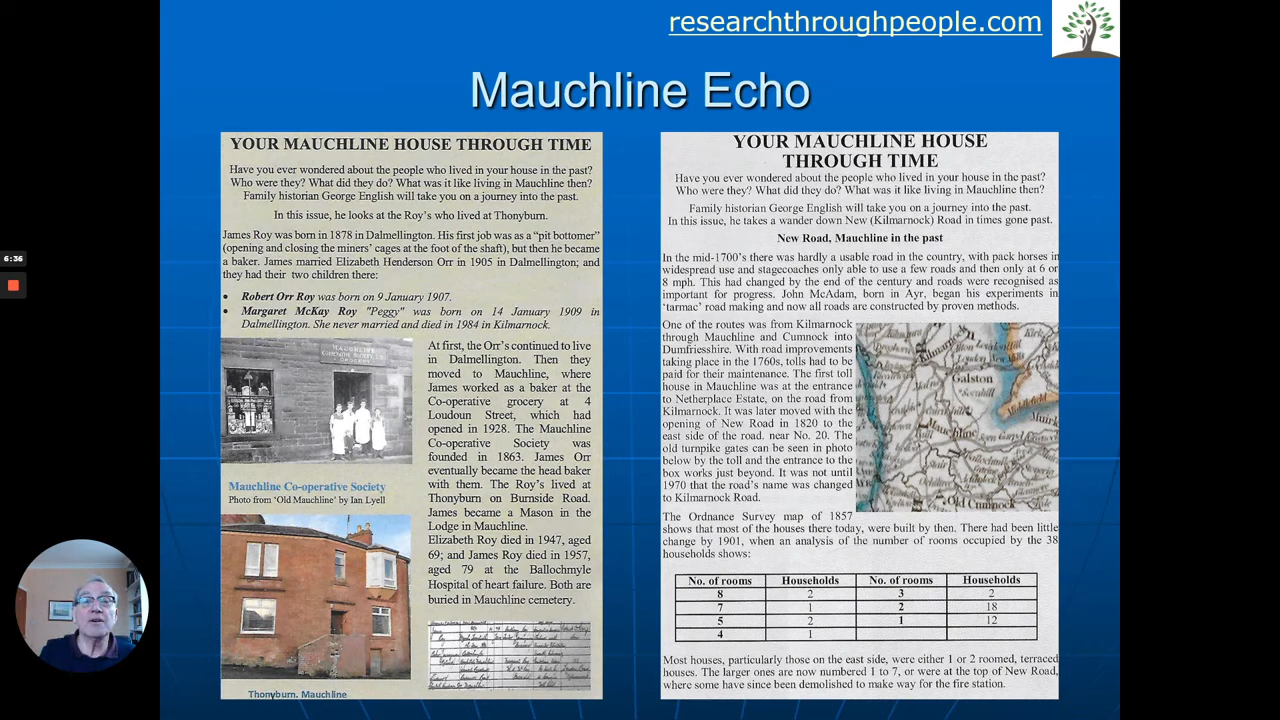 researchthroughpeople.com
Mauchline Echo
YOUR MAUCHLINE HOUSE THROUGH TIME
Have you ever wondered about the people who lived in your house in the past?
Who were they? What did they do? What was it like living in Mauchline then?
Family historian George English will take you on a journey into the past.
In this issue, he looks at the Roy's who lived at Thonyburn.
James Roy was born in 1878 in Dalmellington. His first job was as a "pit bottomer"
(opening and closing the miners' cages at the foot of the shaft), but then he became
a baker. James married Elizabeth Henderson Orr in 1905 in Dalmellington; and
they had their two children there:
• Robert Orr Roy was born on 9 January 1907.
• Margaret McKay Roy "Peggy" was born on 14 January 1909 in
Dalmellington. She never married and died in 1984 in Kilmarnock.
MAUCHLINE
At first, the Orr's continued to live
in Dalmellington. Then they
moved to Mauchline, where
James worked as a baker at the
Co-operative grocery at 4
Loudoun Street, which had
opened in 1928. The Mauchline
Co-operative Society was
founded in 1863. James Orr
eventually became the head baker
with them. The Roy's lived at
Thonyburn on Burnside Road.
James became a Mason in the
Lodge in Mauchline.
Elizabeth Roy died in 1947, aged
69; and James Roy died in 1957,
aged 79 at the Ballochmyle
Hospital of heart failure. Both are
buried in Mauchline cemetery.
Mauchline Co-operative Society
Photo from 'Old Mauchline' by Ian Lyell
Thonyburn. Mauchline
YOUR MAUCHLINE HOUSE
THROUGH TIME
Have you ever wondered about the people who lived in your house in the past?
Who were they? What did they do? What was it like living in Mauchline then?
Family historian George English will take you on a journey into the past.
In this issue, he takes a wander down New (Kilmarnock) Road in times gone past.
New Road, Mauchline in the past
In the mid-1700's there was hardly a usable road in the country, with pack horses in
widespread use and stagecoaches only able to use a few roads and then only at 6 or
8 mph. This had changed by the end of the century and roads were recognised as
important for progress. John McAdam, born in Ayr, began his experiments in
'tarmac' road making and now all roads are constructed by proven methods.
One of the routes was from Kilmarnock
through Mauchline and Cumnock into
Dumfriesshire. With road improvements
taking place in the 1760s, tolls had to be
paid for their maintenance. The first toll
house in Mauchline was at the entrance
to Netherplace Estate, on the road from
Kilmarnock. It was later moved with the
opening of New Road in 1820 to the
east side of the road. near No. 20. The
old turnpike gates can be seen in photo
below by the toll and the entrance to the
box works just beyond. It was not until
1970 that the road's name was changed
to Kilmarnock Road.
Galston
Mauchline
Old Cumnock
The Ordnance Survey map of 1857
shows that most of the houses there today, were built by then. There had been little
change by 1901, when an analysis of the number of rooms occupied by the 38
households shows:
No. of rooms Households No. of rooms Households
8 2 3 2
7 1 2 18
5 2 1 12
4 1
Most houses, particularly those on the east side, were either 1 or 2 roomed, terraced
houses. The larger ones are now numbered 1 to 7, or were at the top of New Road,
where some have since been demolished to make way for the fire station.
6:36